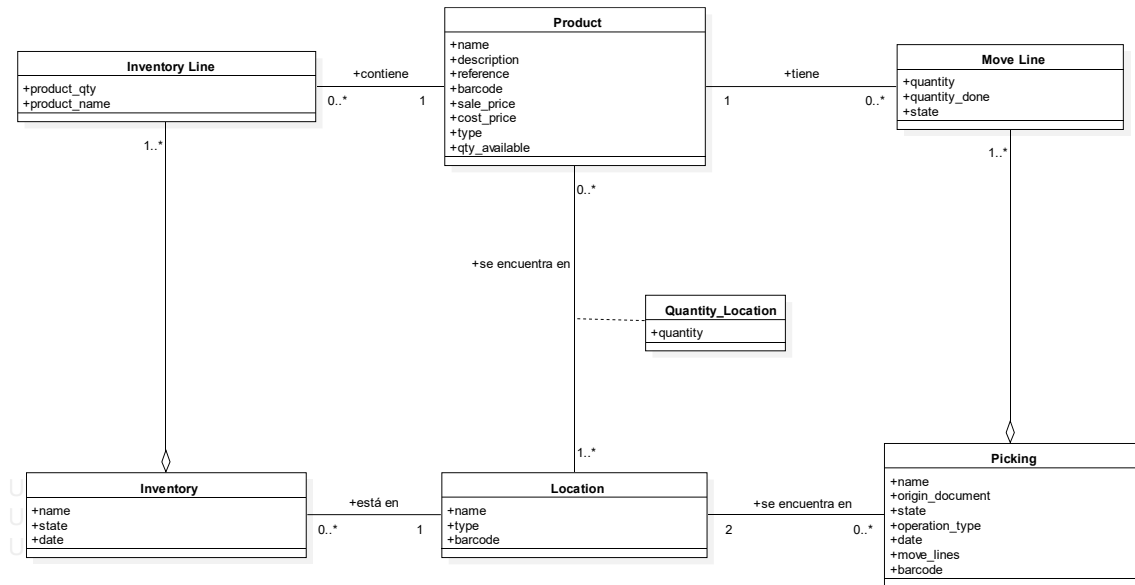 Product
+name
+description
+reference
+barcode
+sale_price
+cost_price
+type
+qty_available
Inventory Line
+product_qty
+product_name
+contiene
0..*
1
+tiene
1
0..*
Move Line
+quantity
+quantity_done
+state
1..*
0..*
1..*
+se encuentra en
Quantity_Location
+quantity
1..*
Inventory
+name
+state
+date
+está en
0..*
1
Location
+name
+type
+barcode
+se encuentra en
2
0..*
Picking
+name
+origin_document
+state
+operation_type
+date
+move_lines
+barcode
U
U
U